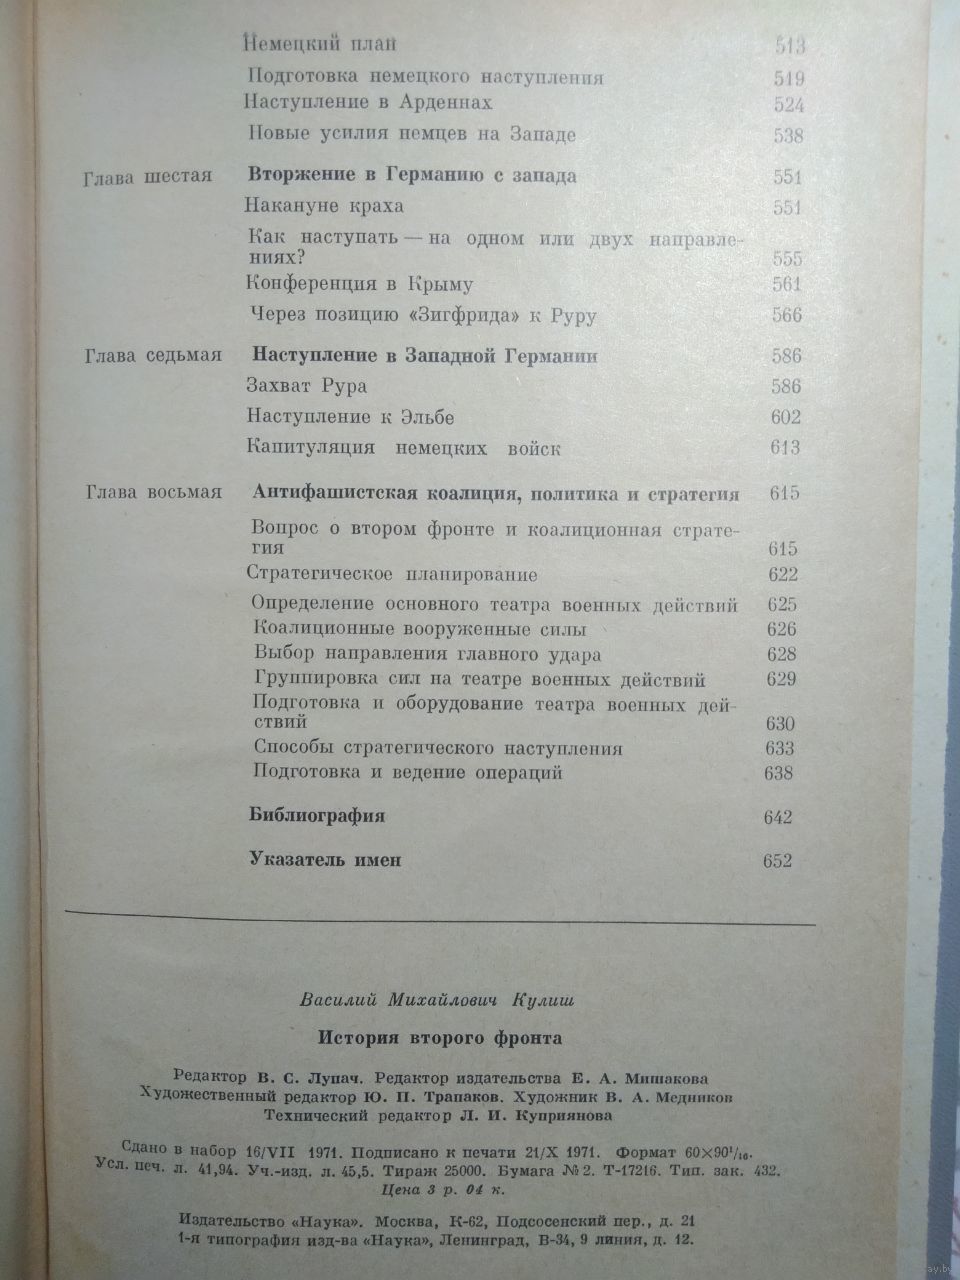 Немецкий план 513
Подготовка немецкого наступления 519
Наступление в Арденнах 524
Новые усилия немцев на Западе 538
Глава шестая Вторжение в Германию с запада 551
Накануне краха 551
Как наступать — на одном или двух направле-
ниях? 555
Конференция в Крыму 561
Через позицию «Зигфрида» к Руру 566
Глава седьмая Наступление в Западной Германии 586
Захват Рура 586
Наступление к Эльбе 602
Капитуляция немецких войск 613
Глава восьмая Антифашистская коалиция, политика и стратегия 615
Вопрос о втором фронте и коалиционная страте-
гия 615
Стратегическое планирование 622
Определение основного театра военных действий 625
Коалиционные вооруженные силы 626
Выбор направления главного удара 628
Группировка сил на театре военных действий 629
Подготовка и оборудование театра военных дей-
ствий 630
Способы стратегического наступления 633
Подготовка и ведение операций 638
Библиография 642
Указатель имен 652
Василий Михайлович Кулиш
История второго фронта
Редактор В. С. Лупач. Редактор издательства Е. А. Мишакова
Художественный редактор Ю. П. Трапаков. Художник В. А. Медников
Технический редактор Л. И. Куприянова
Сдано в набор 16/VII 1971. Подписано к печати 21/X 1971. Формат 60×90¹/₁₆.
Усл. печ. л. 41,94. Уч.-изд. л. 45,5. Тираж 25000. Бумага № 2. Т-17216. Тип. зак. 432.
Цена 3 р. 04 к.
Издательство «Наука». Москва, К-62, Подсосенский пер., д. 21
1-я типография изд-ва «Наука», Ленинград, В-34, 9 линия, д. 12.
ay.by